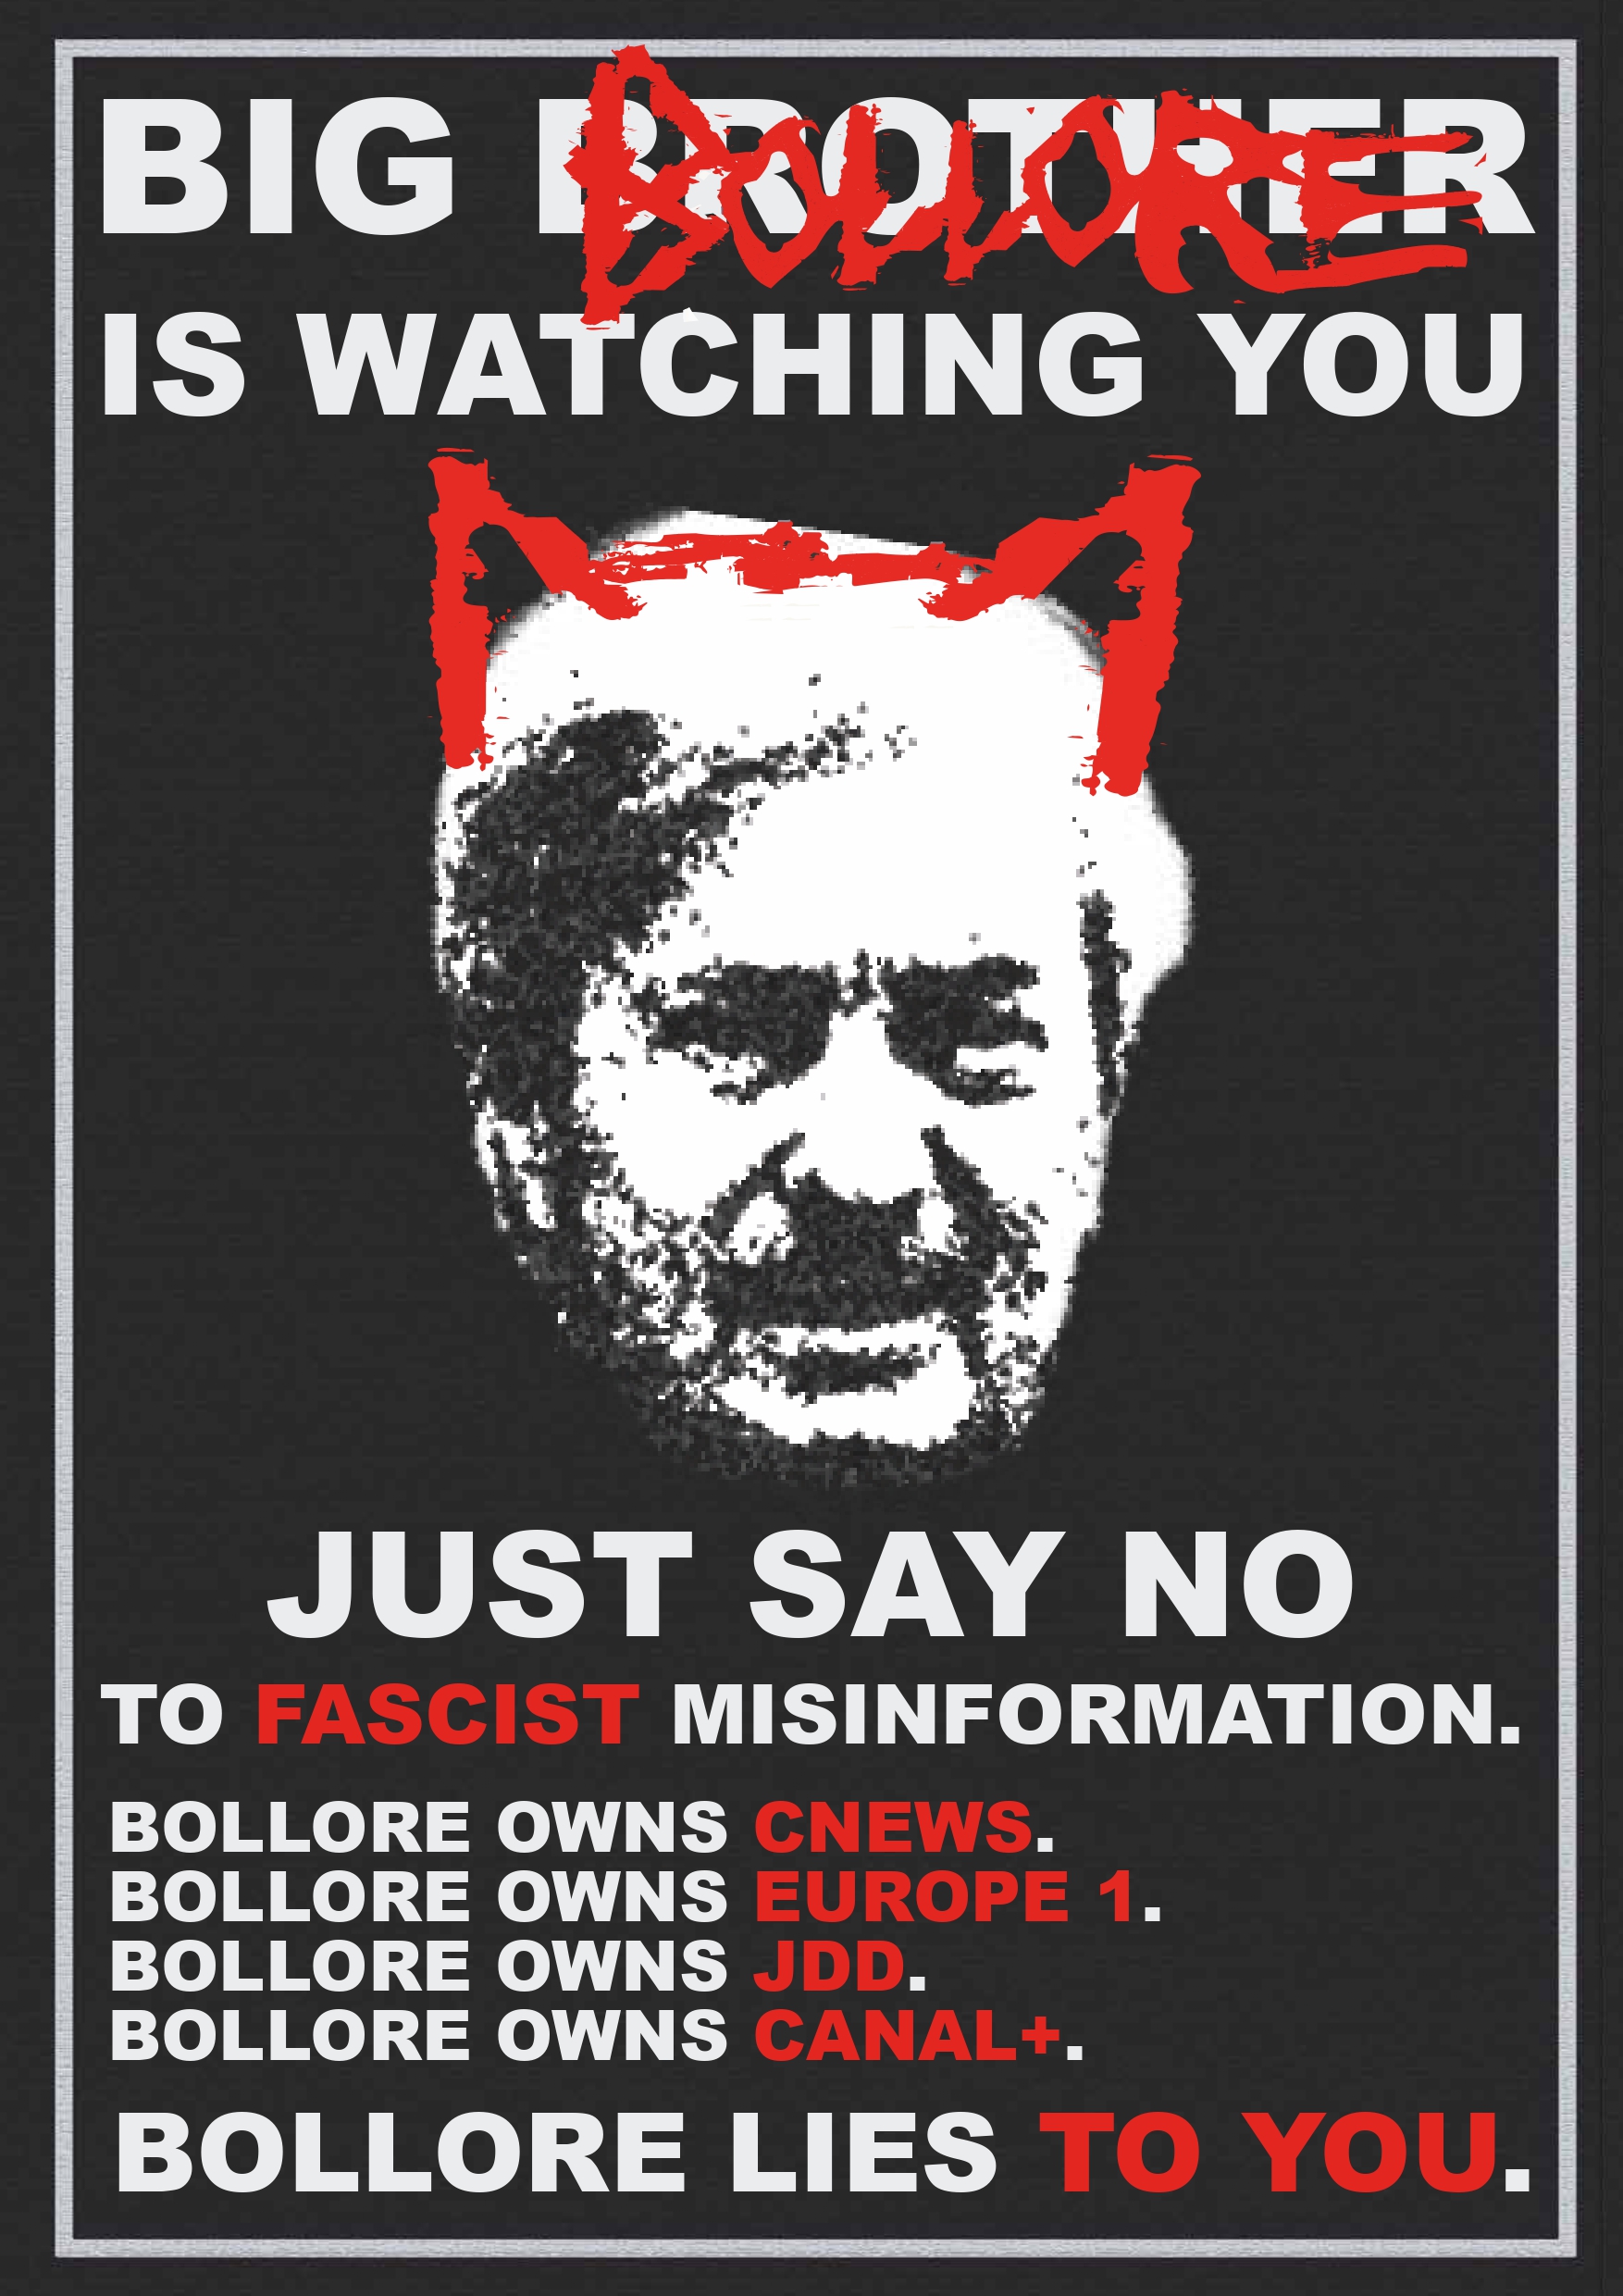 BIG BROTHER
BOLLORE
IS WATCHING YOU
JUST SAY NO
TO FASCIST MISINFORMATION.
BOLLORE OWNS CNEWS.
BOLLORE OWNS EUROPE 1.
BOLLORE OWNS JDD.
BOLLORE OWNS CANAL+.
BOLLORE LIES TO YOU.